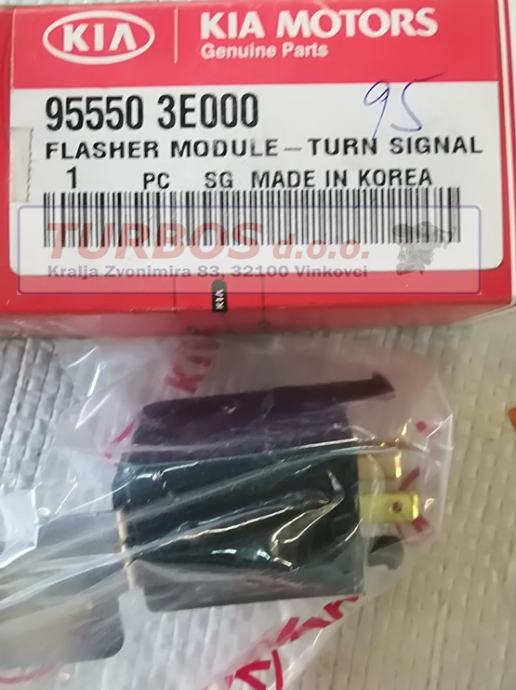 KIA
KIA MOTORS
Genuine Parts
95550 3E000
95
FLASHER MODULE - TURN SIGNAL
1 PC SG MADE IN KOREA
TURBOS d.o.o.
Kralja Zvonimira 83, 32100 Vinkovci
KIA